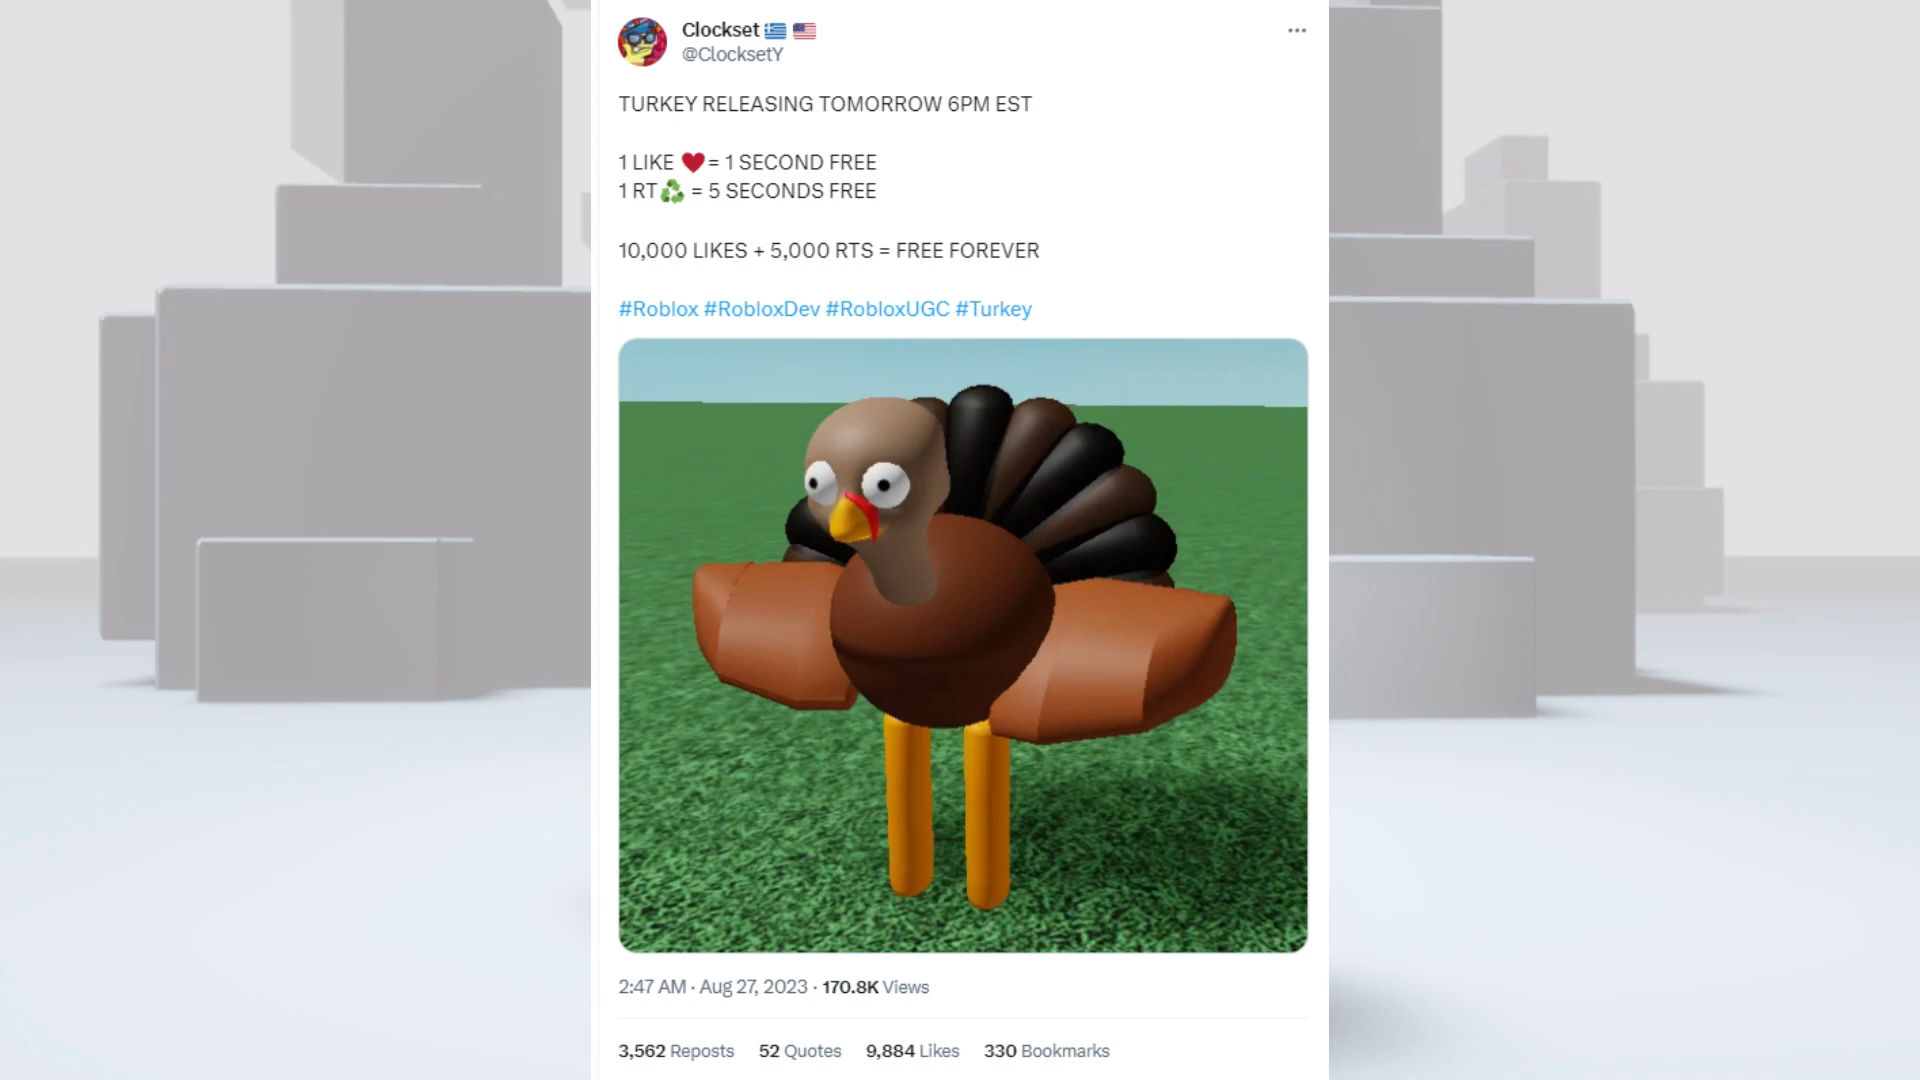 Clockset 🇬🇷 🇺🇸
@ClocksetY
TURKEY RELEASING TOMORROW 6PM EST
1 LIKE ❤️= 1 SECOND FREE
1 RT♻️ = 5 SECONDS FREE
10,000 LIKES + 5,000 RTS = FREE FOREVER
#Roblox #RobloxDev #RobloxUGC #Turkey
2:47 AM · Aug 27, 2023 · 170.8K Views
3,562 Reposts 52 Quotes 9,884 Likes 330 Bookmarks